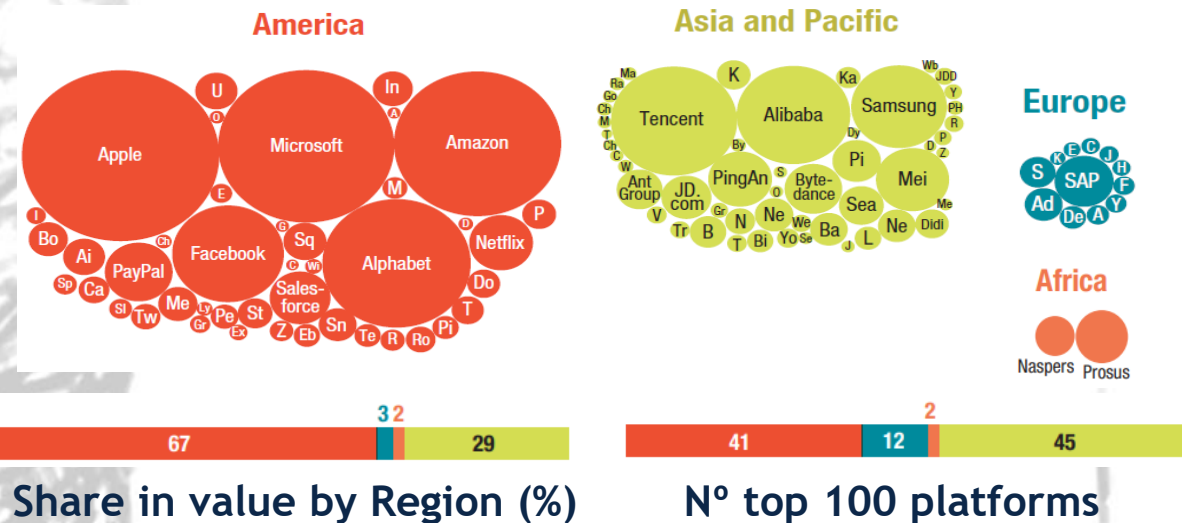 America
U
O
In
A
Apple
Microsoft
Amazon
E
M
I
Bo
Ch
Ai
PayPal
Facebook
G
Sq
C
Wi
Alphabet
D
P
Netflix
Sp
Ca
Sl
Tw
Me
Ly
Gr
Pe
Ex
St
Sales-
force
Z
Eb
Sn
Te
R
Ro
Pi
T
Do
Asia and Pacific
Ma
Ra
Go
Ch
M
T
Ch
C
W
K
Ka
Wb
JDD
Y
PH
R
P
D
Z
Tencent
Alibaba
Samsung
By
Dy
Pi
Ant
Group
JD.
com
PingAn
S
O
Byte-
dance
Mei
Me
V
Tr
B
Gr
N
T
Bi
Ne
Yo
We
Se
Ba
Sea
J
L
Ne
Didi
Europe
S
K
E
C
J
H
F
SAP
Ad
De
A
Y
Africa
Naspers
Prosus
3 2
67
29
2
41
12
45
Share in value by Region (%)
Nº top 100 platforms